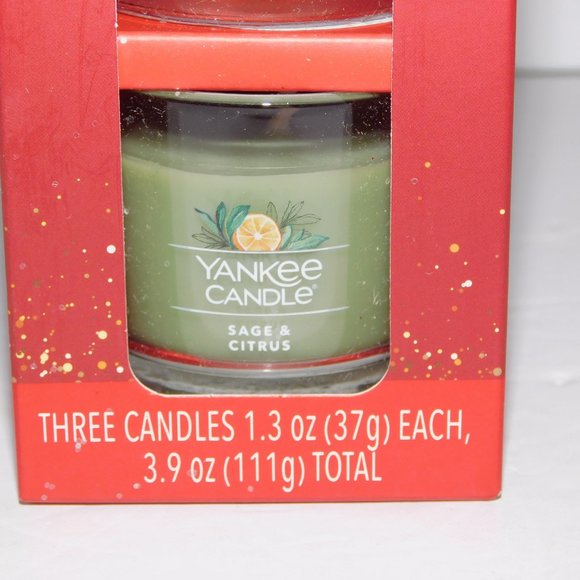 YANKEE
CANDLE®
SAGE &
CITRUS
THREE CANDLES 1.3 oz (37g) EACH,
3.9 oz (111g) TOTAL